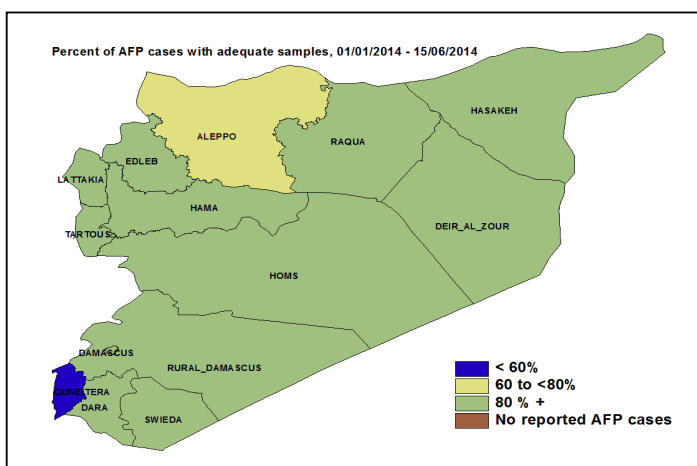 Percent of AFP cases with adequate samples, 01/01/2014 - 15/06/2014
HASAKEH
ALEPPO
RAQUA
EDLEB
LATTAKIA
HAMA
DEIR_AL_ZOUR
TARTOUS
HOMS
DAMASCUS
RURAL_DAMASCUS
QUNEITERA
DARA
SWIEDA
< 60%
60 to <80%
80 % +
No reported AFP cases